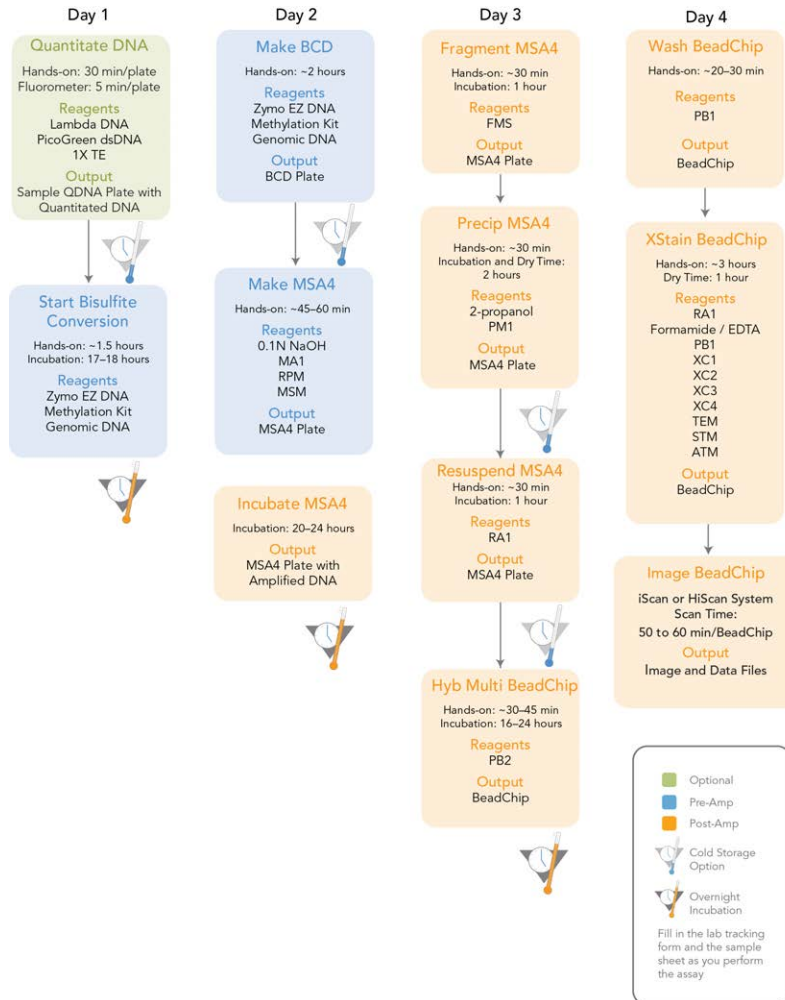 Day 1
Quantitate DNA
Hands-on: 30 min/plate
Fluorometer: 5 min/plate
Reagents
Lambda DNA
PicoGreen dsDNA
1X TE
Output
Sample QDNA Plate with
Quantitated DNA
Start Bisulfite
Conversion
Hands-on: ~1.5 hours
Incubation: 17–18 hours
Reagents
Zymo EZ DNA
Methylation Kit
Genomic DNA
Day 2
Make BCD
Hands-on: ~2 hours
Reagents
Zymo EZ DNA
Methylation Kit
Genomic DNA
Output
BCD Plate
Make MSA4
Hands-on: ~45–60 min
Reagents
0.1N NaOH
MA1
RPM
MSM
Output
MSA4 Plate
Incubate MSA4
Incubation: 20–24 hours
Output
MSA4 Plate with
Amplified DNA
Day 3
Fragment MSA4
Hands-on: ~30 min
Incubation: 1 hour
Reagents
FMS
Output
MSA4 Plate
Precip MSA4
Hands-on: ~30 min
Incubation and Dry Time:
2 hours
Reagents
2-propanol
PM1
Output
MSA4 Plate
Resuspend MSA4
Hands-on: ~30 min
Incubation: 1 hour
Reagents
RA1
Output
MSA4 Plate
Hyb Multi BeadChip
Hands-on: ~30–45 min
Incubation: 16–24 hours
Reagents
PB2
Output
BeadChip
Day 4
Wash BeadChip
Hands-on: ~20–30 min
Reagents
PB1
Output
BeadChip
XStain BeadChip
Hands-on: ~3 hours
Dry Time: 1 hour
Reagents
RA1
Formamide / EDTA
PB1
XC1
XC2
XC3
XC4
TEM
STM
ATM
Output
BeadChip
Image BeadChip
iScan or HiScan System
Scan Time:
50 to 60 min/BeadChip
Output
Image and Data Files
Optional
Pre-Amp
Post-Amp
Cold Storage
Option
Overnight
Incubation
Fill in the lab tracking
form and the sample
sheet as you perform
the assay